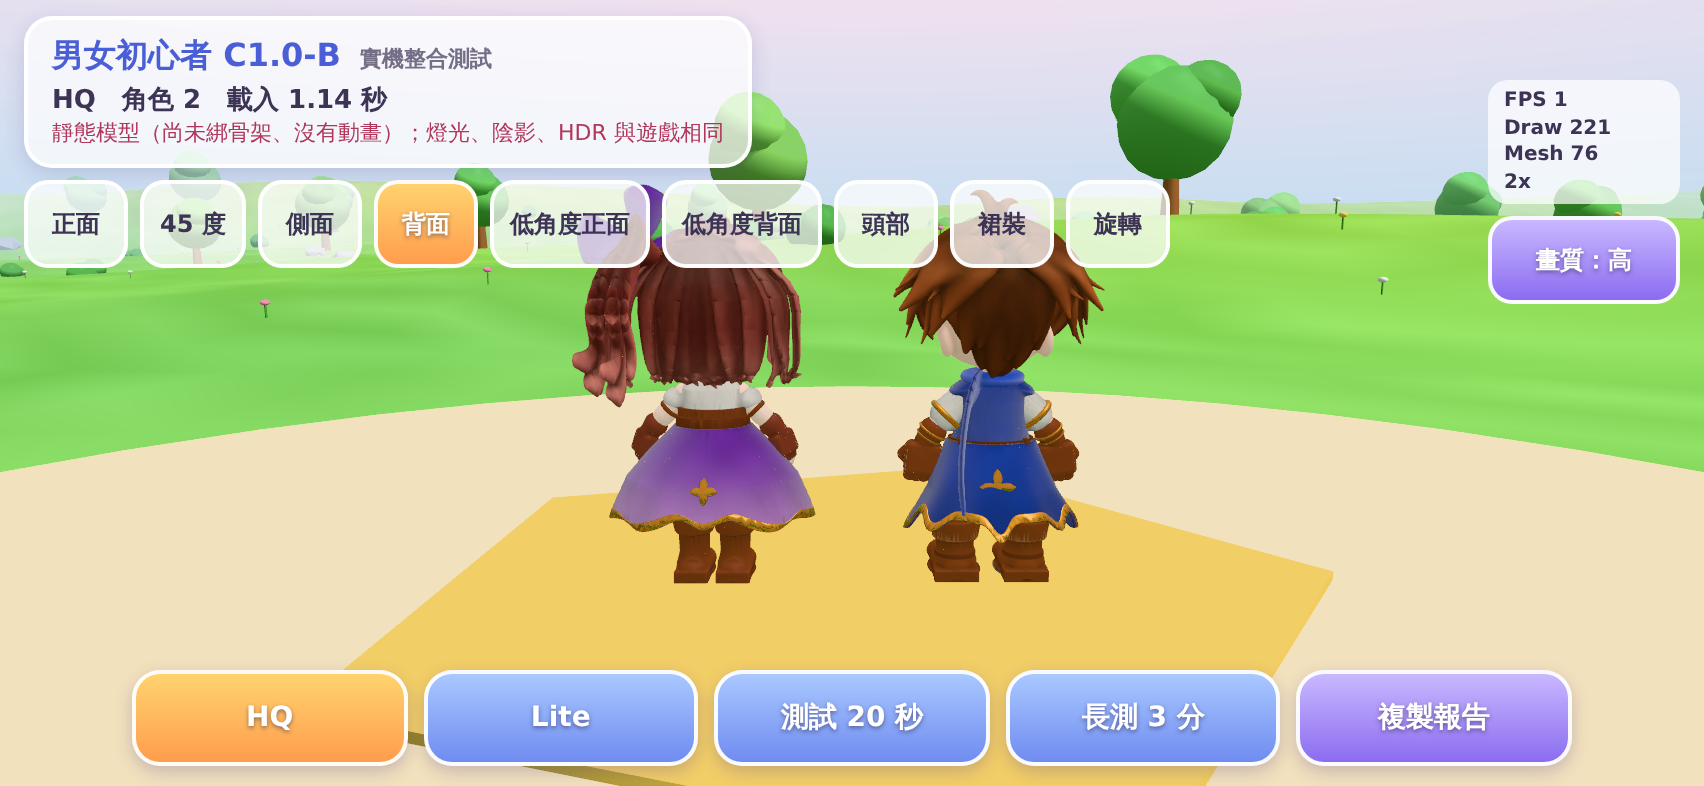 男女初心者 C1.0-B 實機整合測試
HQ 角色 2 載入 1.14 秒
靜態模型（尚未綁骨架、沒有動畫）；燈光、陰影、HDR 與遊戲相同
FPS 1
Draw 221
Mesh 76
2x
正面
45 度
側面
背面
低角度正面
低角度背面
頭部
裙裝
旋轉
畫質：高
HQ
Lite
測試 20 秒
長測 3 分
複製報告